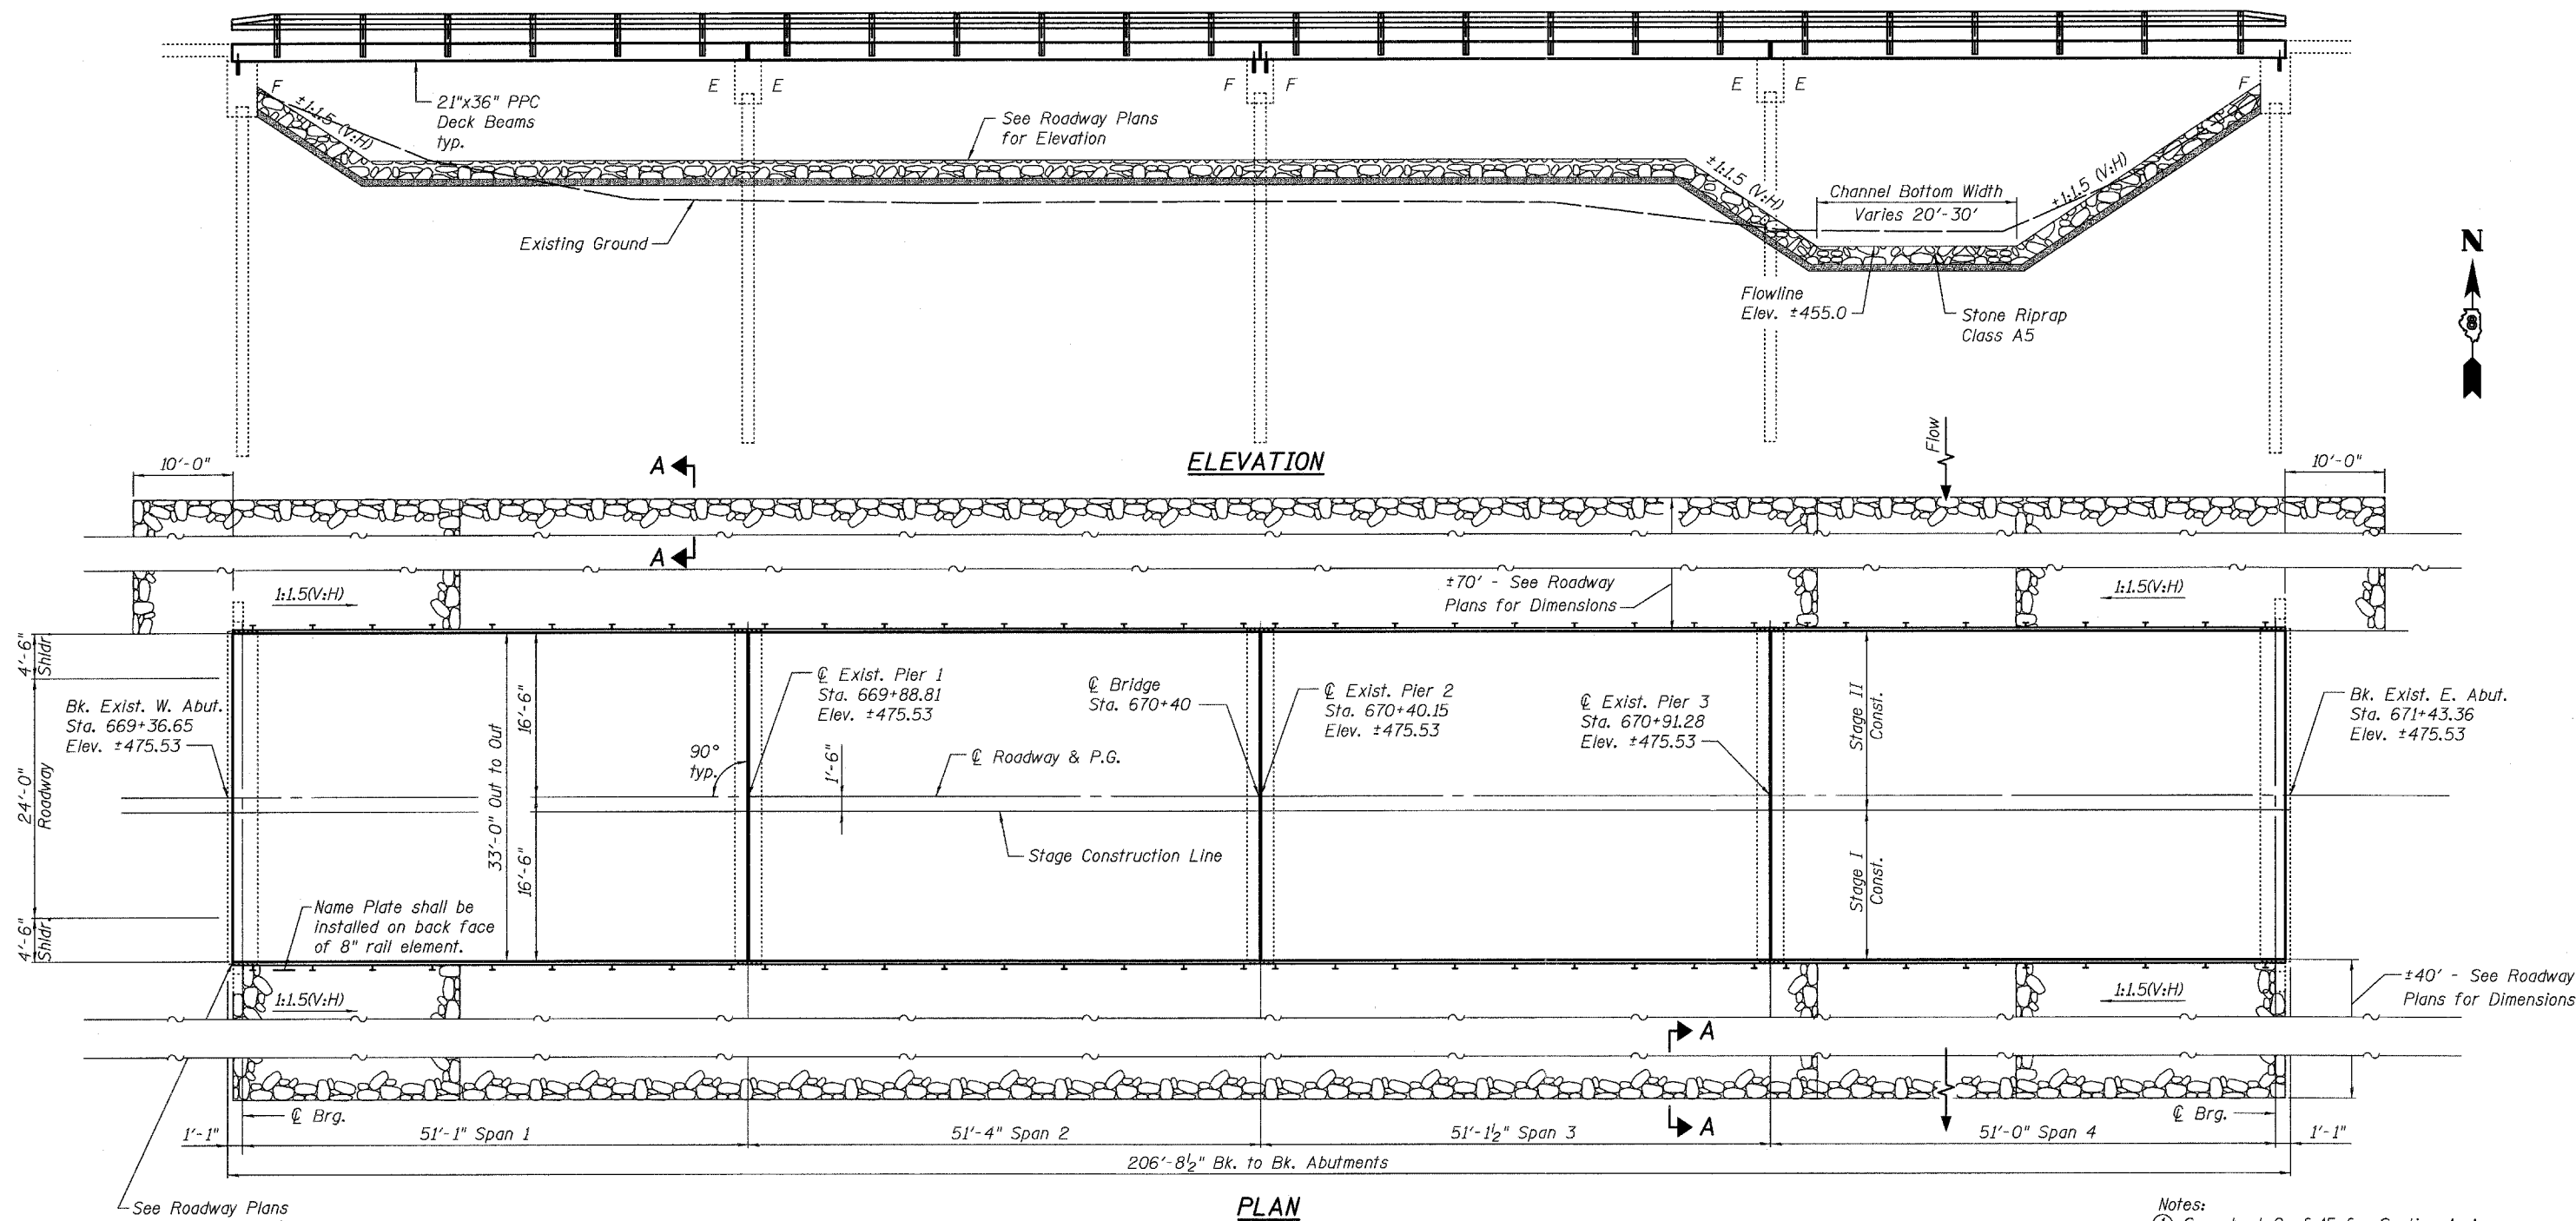 21"x36" PPC
Deck Beams
typ.
F
E E
F F
E E
F
±1:1.5 (V:H)
See Roadway Plans
for Elevation
±1:1.5 (V:H)
Channel Bottom Width
Varies 20'-30'
±1:1.5 (V:H)
Existing Ground
Flowline
Elev. ±455.0
Stone Riprap
Class A5
N
8
ELEVATION
10'-0"
A
Flow
10'-0"
A
1:1.5(V:H)
±70' - See Roadway
Plans for Dimensions
1:1.5(V:H)
4'-6"
Shldr.
24'-0"
Roadway
4'-6"
Shldr.
Bk. Exist. W. Abut.
Sta. 669+36.65
Elev. ±475.53
33'-0" Out to Out
16'-6"
16'-6"
90°
typ.
℄ Exist. Pier 1
Sta. 669+88.81
Elev. ±475.53
1'-6"
℄ Roadway & P.G.
℄ Bridge
Sta. 670+40
℄ Exist. Pier 2
Sta. 670+40.15
Elev. ±475.53
℄ Exist. Pier 3
Sta. 670+91.28
Elev. ±475.53
Stage II
Const.
Stage I
Const.
Bk. Exist. E. Abut.
Sta. 671+43.36
Elev. ±475.53
Stage Construction Line
Name Plate shall be
installed on back face
of 8" rail element.
1:1.5(V:H)
1:1.5(V:H)
±40' - See Roadway
Plans for Dimensions
A
A
℄ Brg.
℄ Brg.
1'-1"
51'-1" Span 1
51'-4" Span 2
51'-1½" Span 3
51'-0" Span 4
1'-1"
206'-8½" Bk. to Bk. Abutments
See Roadway Plans
PLAN
Notes: